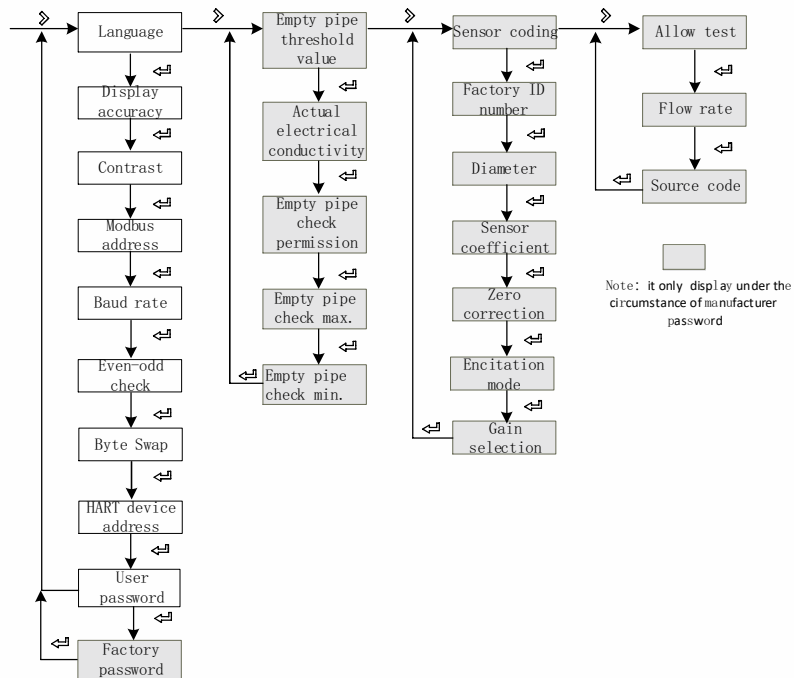 Language
Display
accuracy
Contrast
Modbus
address
Baud rate
Even-odd
check
Byte Swap
HART device
address
User
password
Factory
password
Empty pipe
threshold
value
Actual
electrical
conductivity
Empty pipe
check
permission
Empty pipe
check max.
Empty pipe
check min.
Sensor coding
Factory ID
number
Diameter
Sensor
coefficient
Zero
correction
Encitation
mode
Gain
selection
Allow test
Flow rate
Source code
Note: it only display under the
circumstance of manufacturer
password